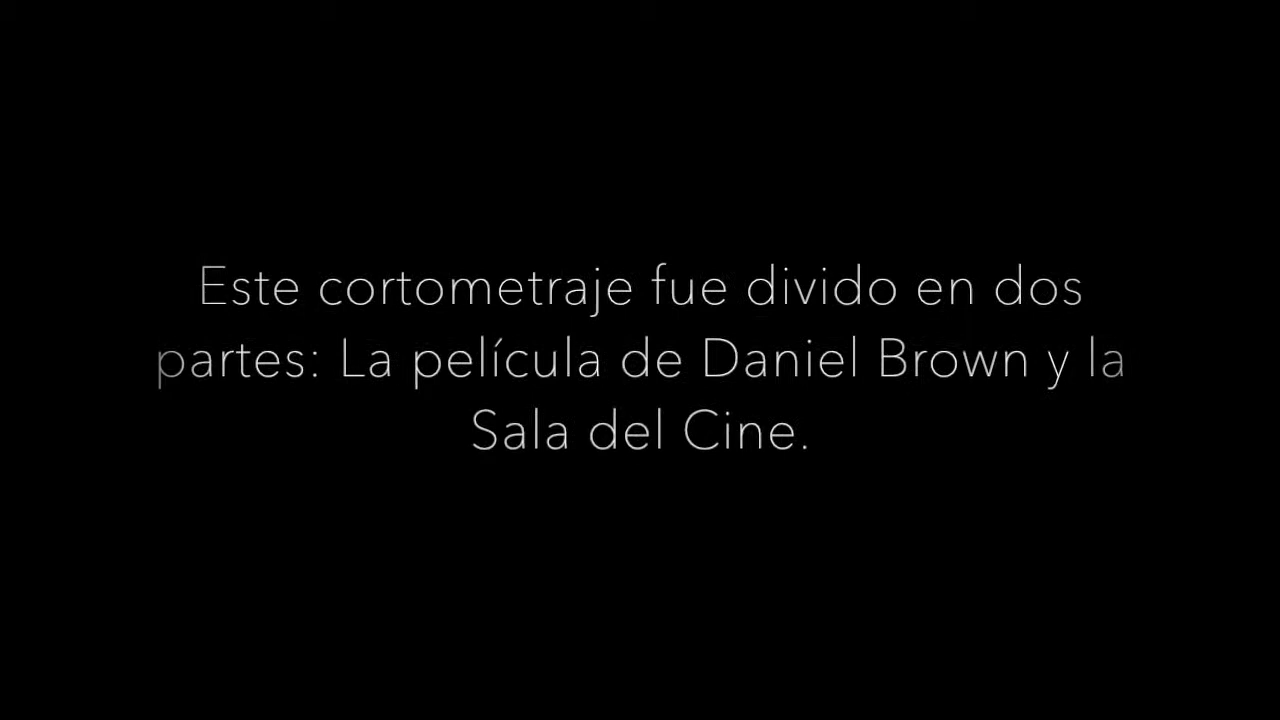 Este cortometraje fue divido en dos
partes: La película de Daniel Brown y la
Sala del Cine.